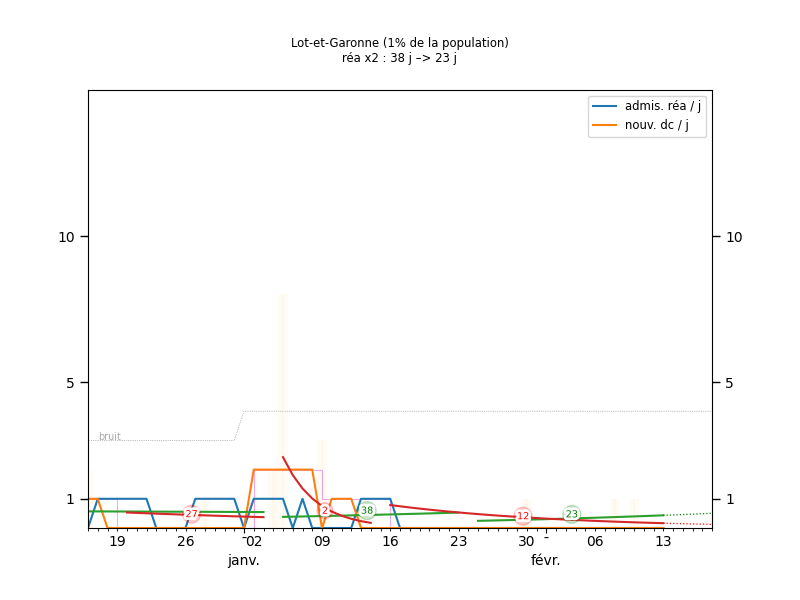 Lot-et-Garonne (1% de la population)
réa x2 : 38 j –> 23 j
admis. réa / j
nouv. dc / j
10 10
5 5
bruit
1 1
27 2 38 12 23
19 26 02 09 16 23 30 06 13
janv. févr.